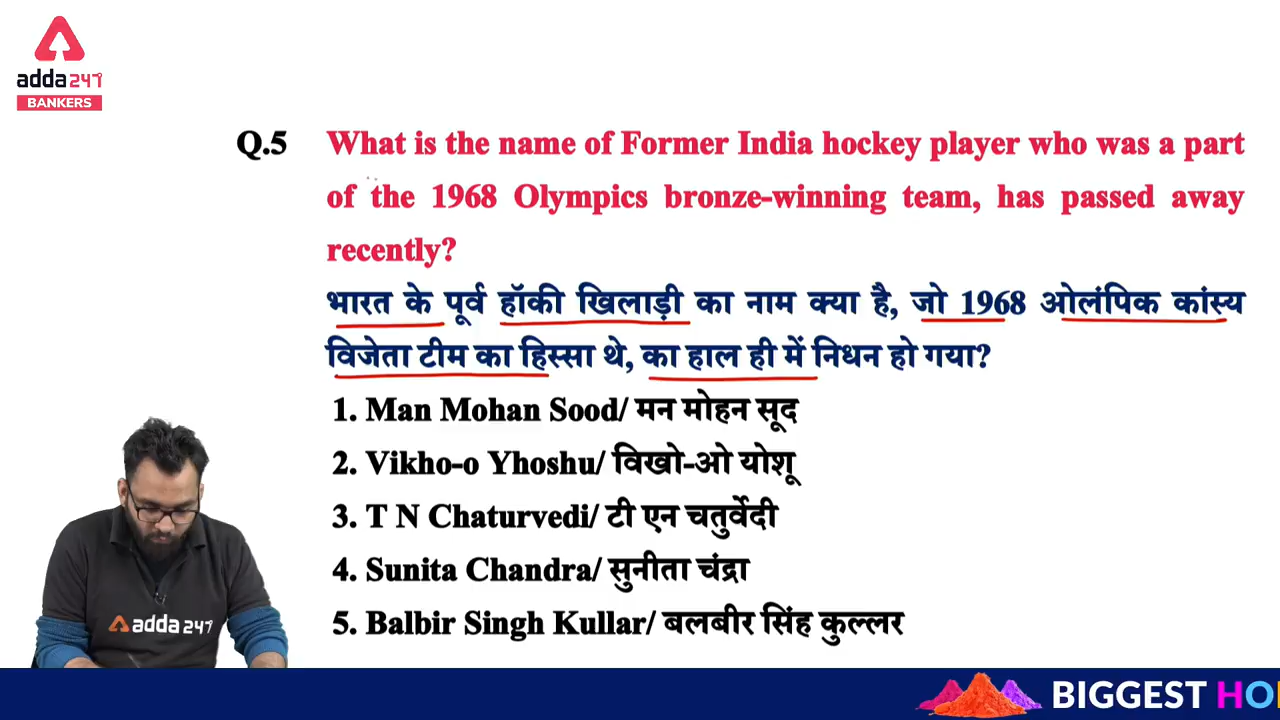 adda247
BANKERS
Q.5 What is the name of Former India hockey player who was a part
of the 1968 Olympics bronze-winning team, has passed away
recently?
भारत के पूर्व हॉकी खिलाड़ी का नाम क्या है, जो 1968 ओलंपिक कांस्य
विजेता टीम का हिस्सा थे, का हाल ही में निधन हो गया?
1. Man Mohan Sood/ मन मोहन सूद
2. Vikho-o Yhoshu/ विखो-ओ योशू
3. T N Chaturvedi/ टी एन चतुर्वेदी
4. Sunita Chandra/ सुनीता चंद्रा
5. Balbir Singh Kullar/ बलबीर सिंह कुल्लर
adda247
BIGGEST HO